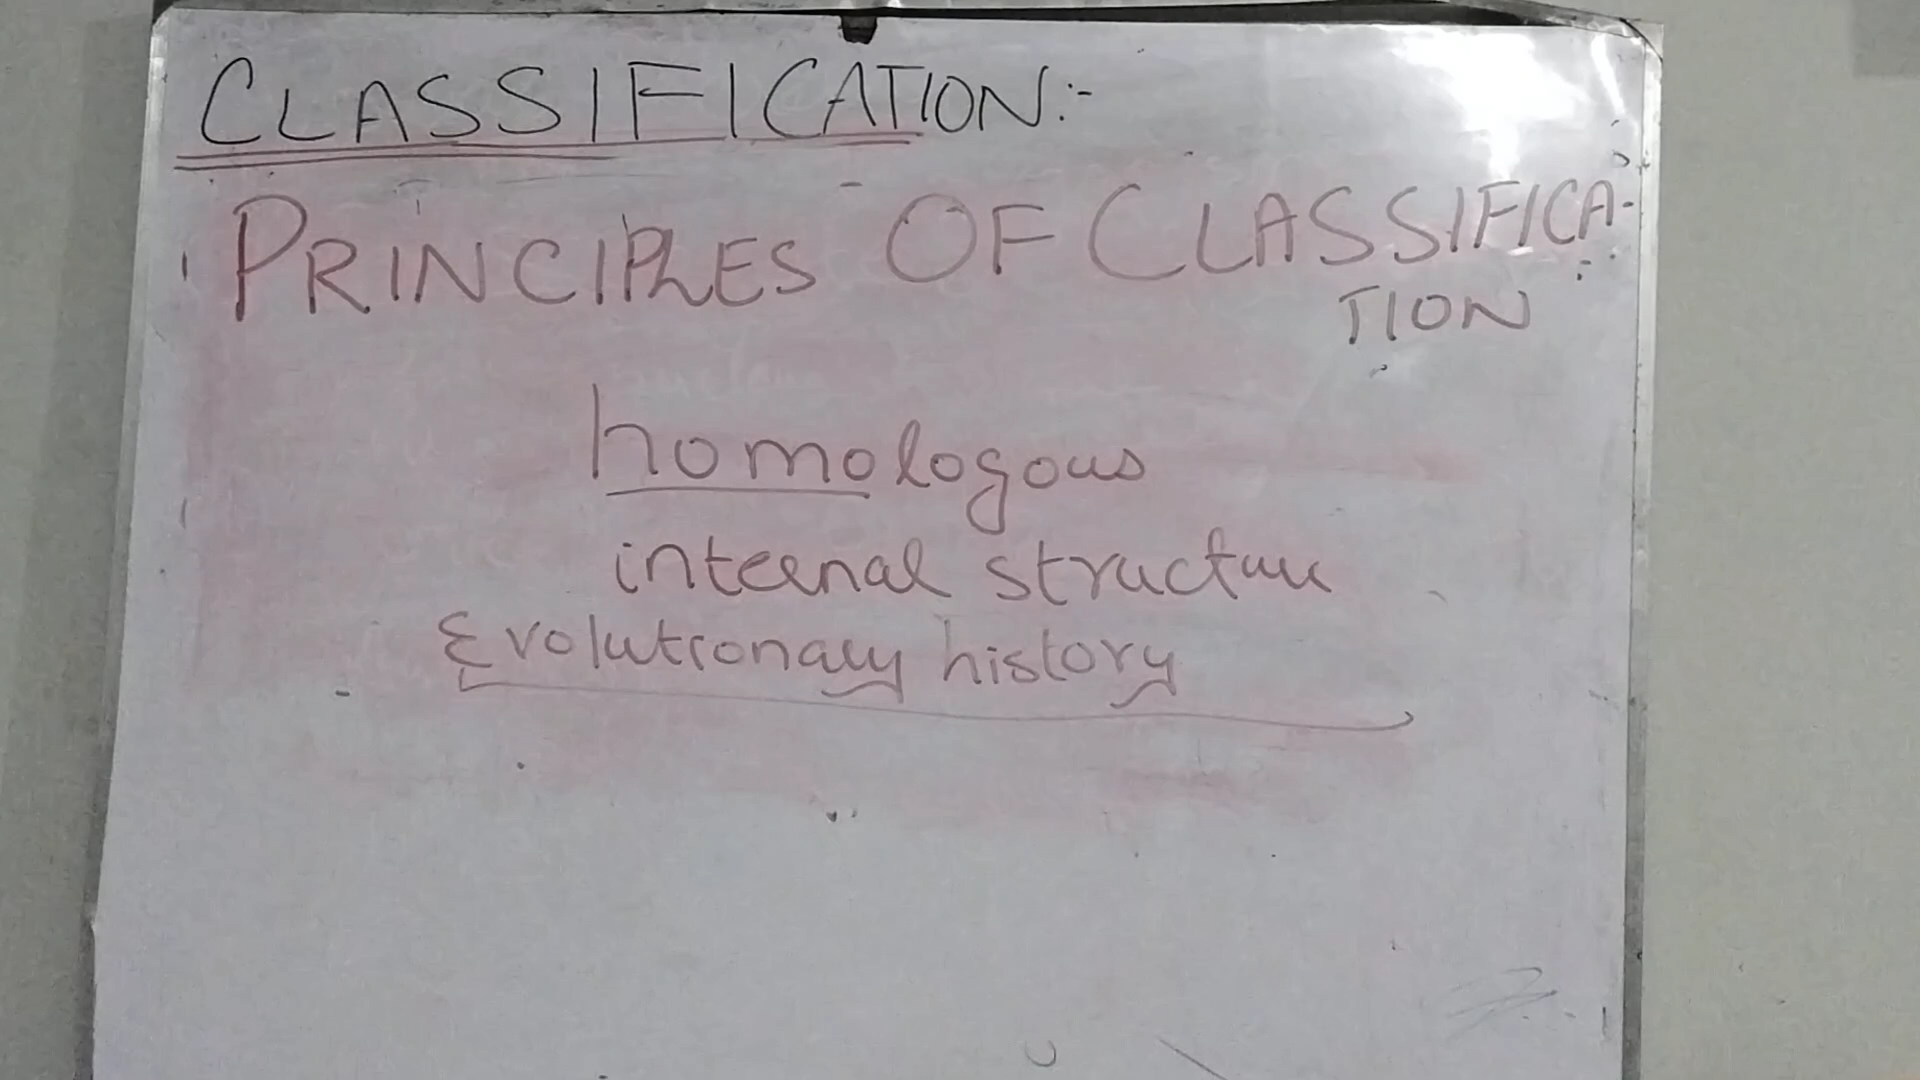 CLASSIFICATION:-
PRINCIPLES OF CLASSIFICA-
TION
homologous
internal structure
Evolutionary history